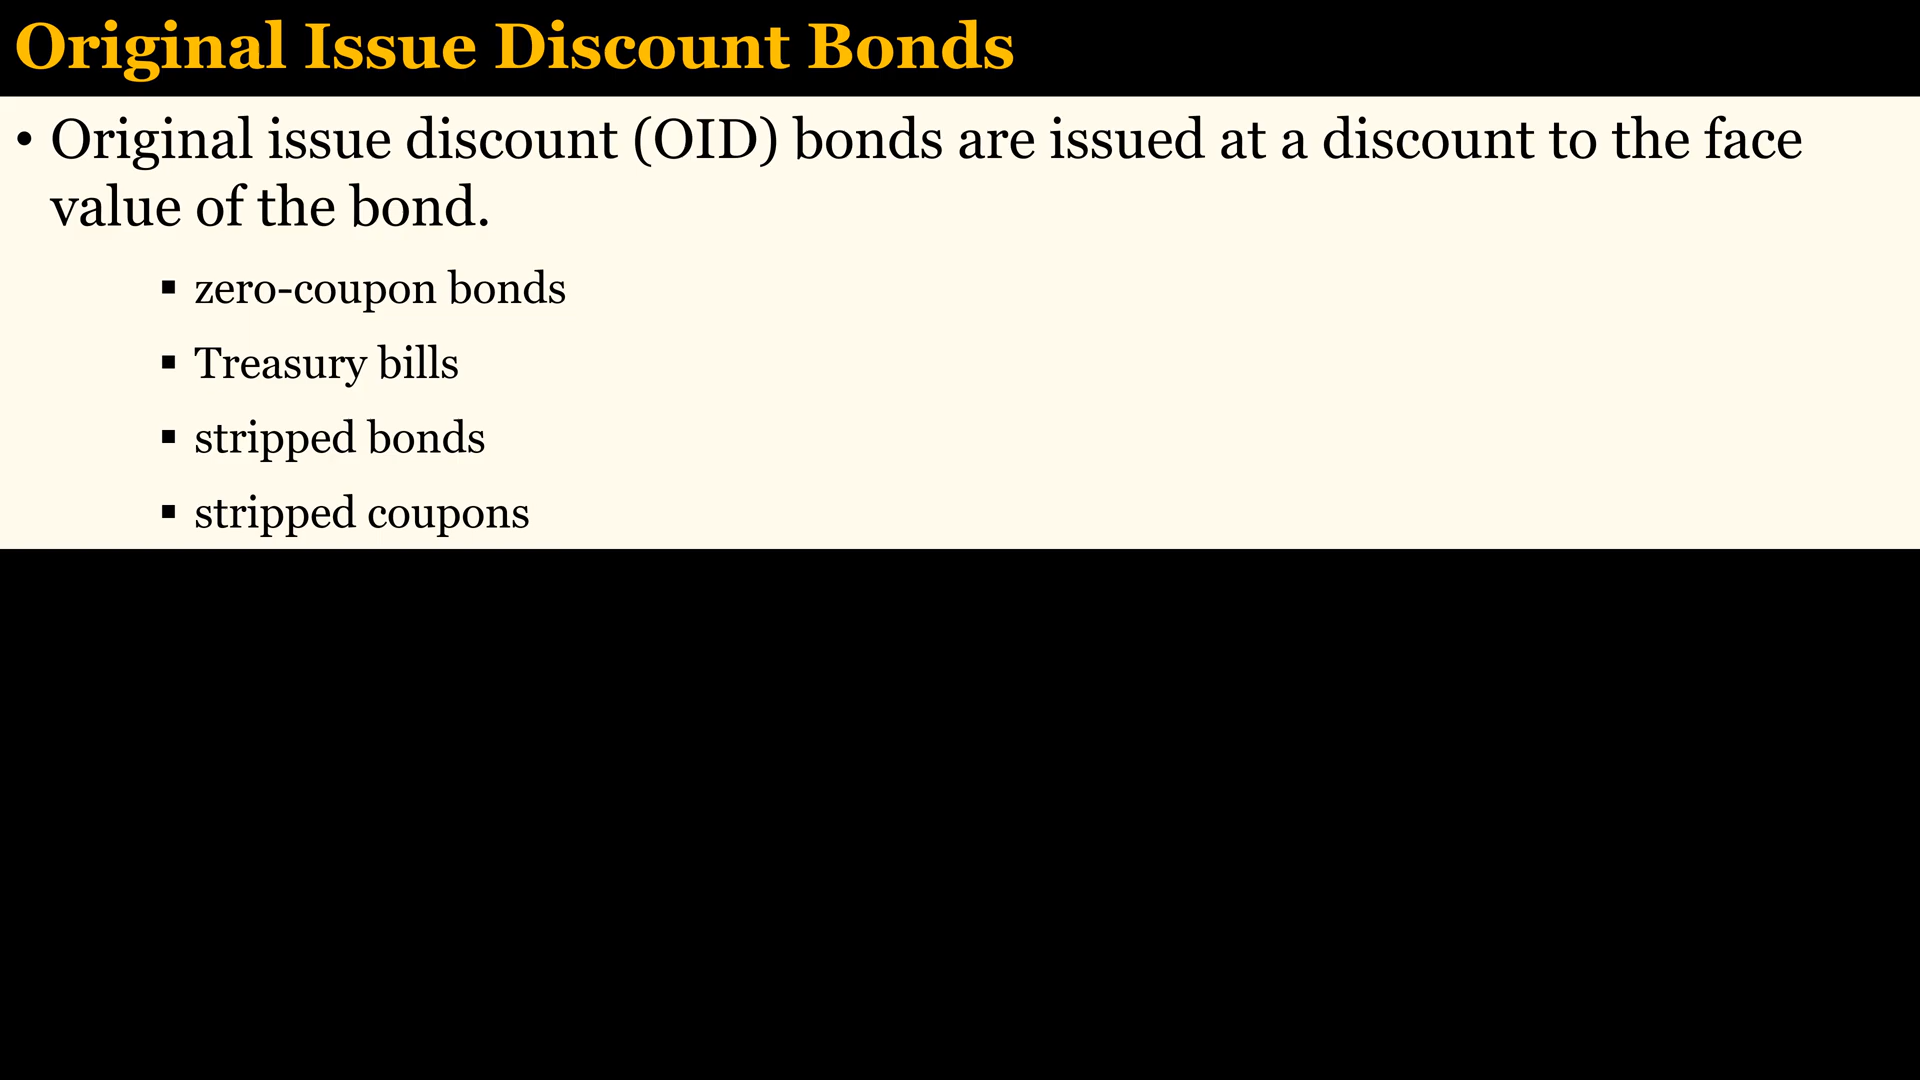 Original Issue Discount Bonds
• Original issue discount (OID) bonds are issued at a discount to the face
value of the bond.
▪ zero-coupon bonds
▪ Treasury bills
▪ stripped bonds
▪ stripped coupons